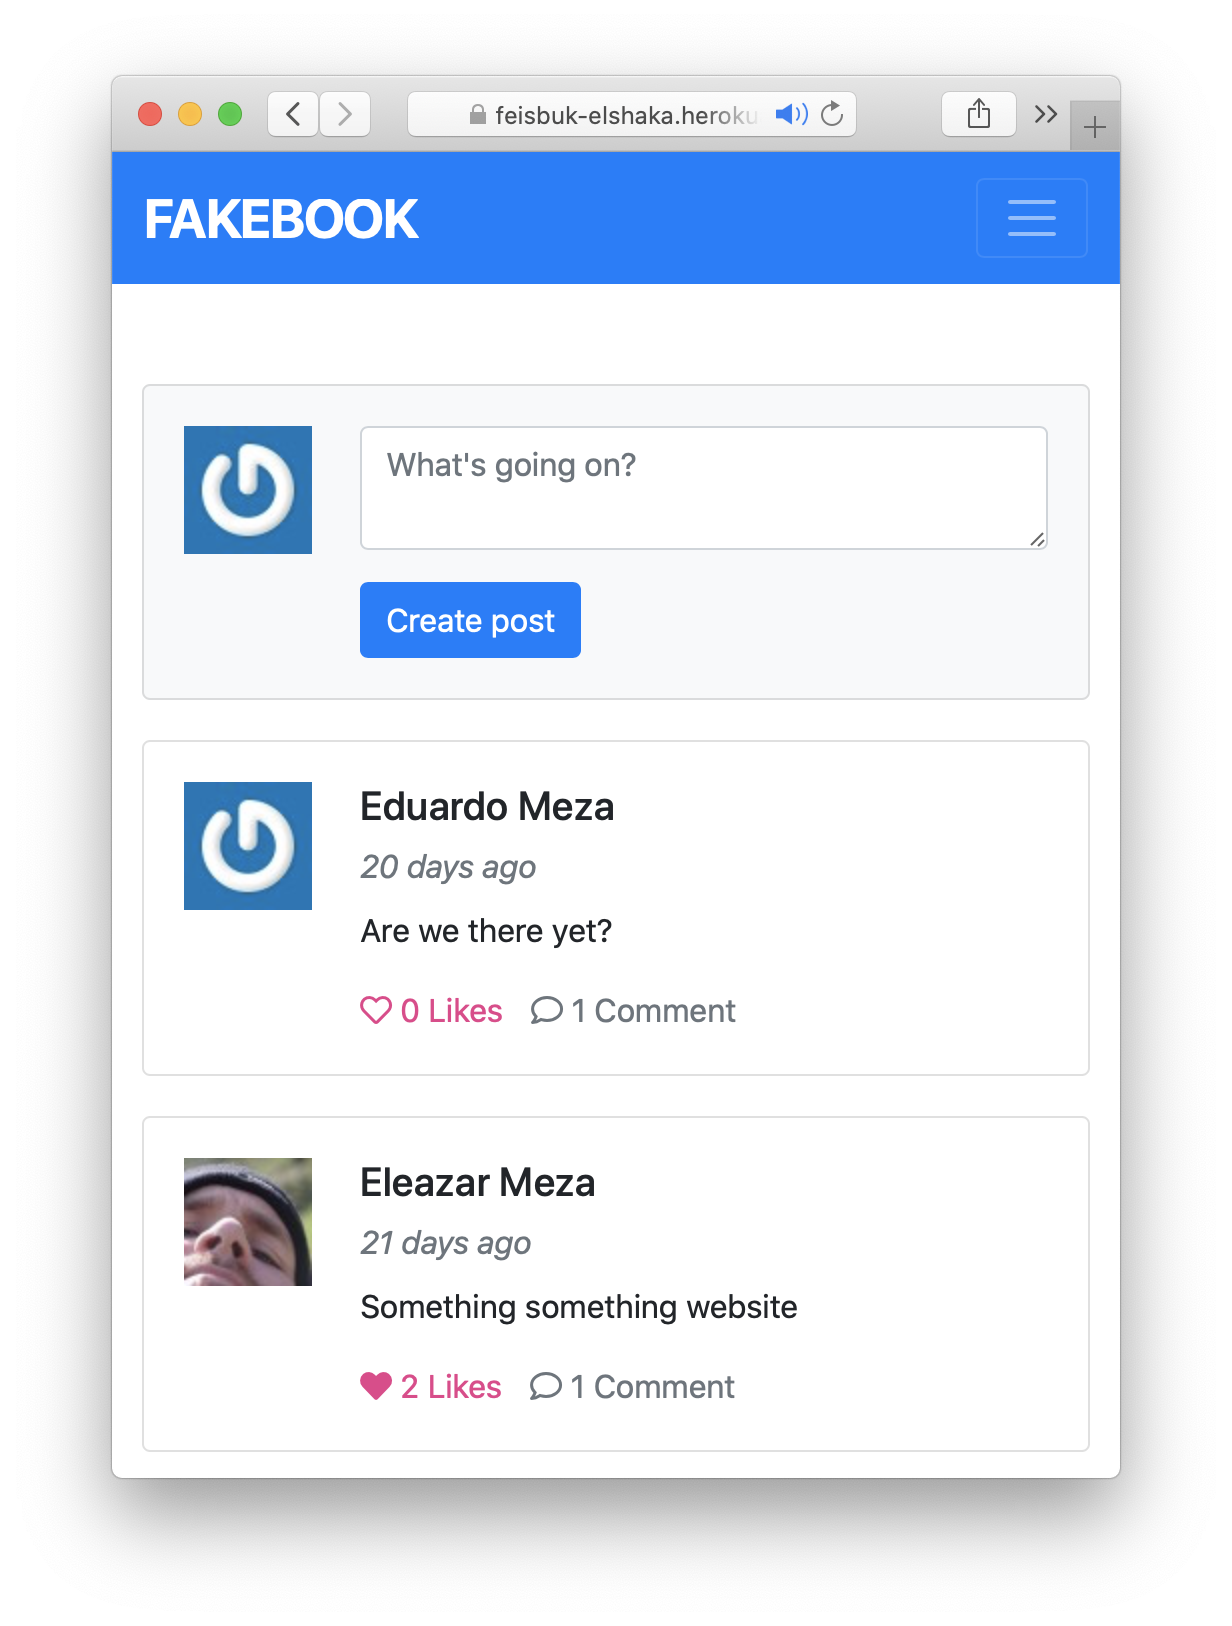 feisbuk-elshaka.heroku
FAKEBOOK
What's going on?
Create post
Eduardo Meza
20 days ago
Are we there yet?
0 Likes 1 Comment
Eleazar Meza
21 days ago
Something something website
2 Likes 1 Comment